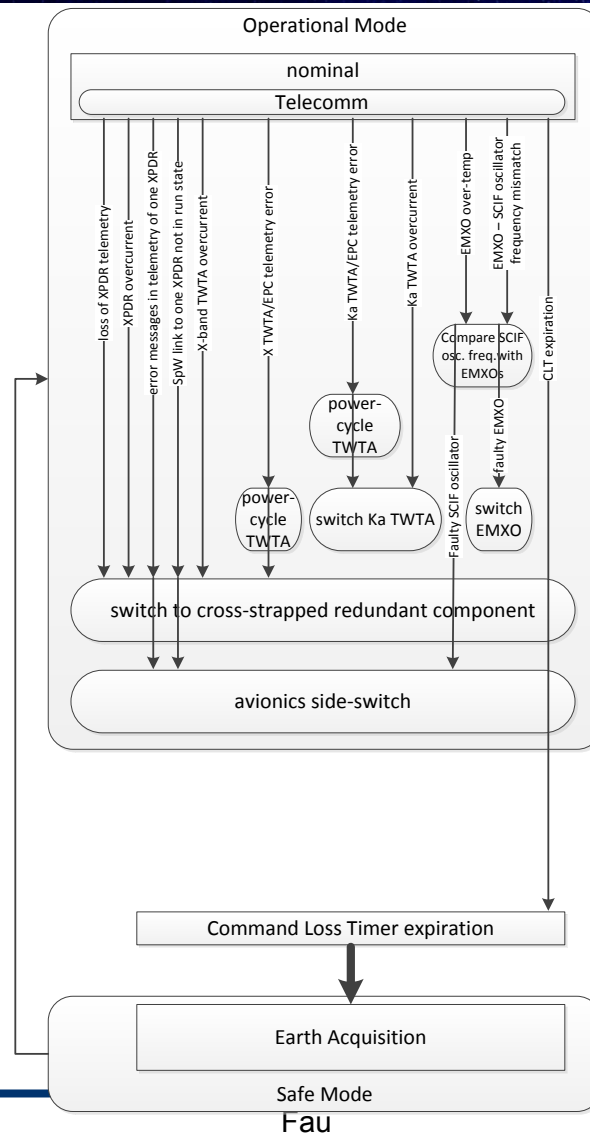 Operational Mode
nominal
Telecomm
loss of XPDR telemetry
XPDR overcurrent
error messages in telemetry of one XPDR
SpW link to one XPDR not in run state
X-band TWTA overcurrent
X TWTA/EPC telemetry error
Ka TWTA/EPC telemetry error
Ka TWTA overcurrent
EMXO over-temp
EMXO – SCIF oscillator
frequency mismatch
CLT expiration
Compare SCIF
osc. freq.with
EMXOs
faulty EMXO
Faulty SCIF oscillator
power-
cycle
TWTA
power-
cycle
TWTA
switch Ka TWTA
switch
EMXO
switch to cross-strapped redundant component
avionics side-switch
Command Loss Timer expiration
Earth Acquisition
Safe Mode
Fau